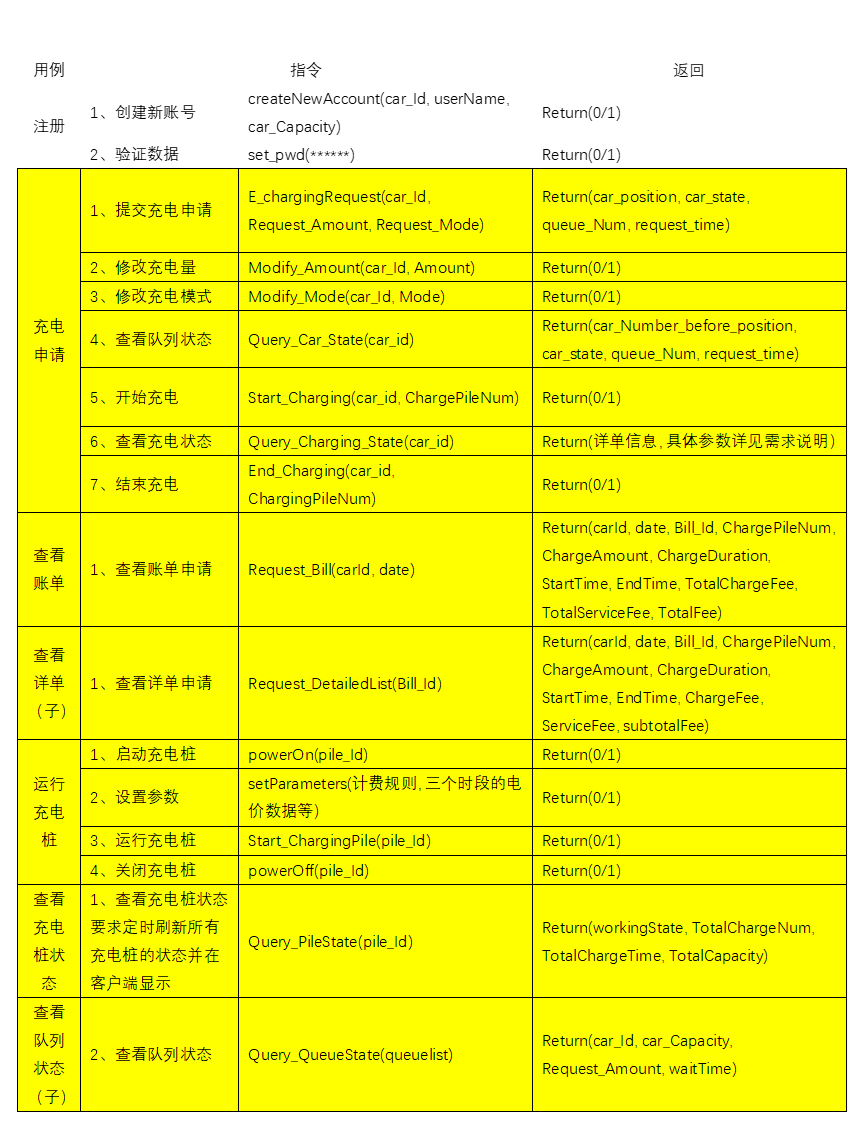 用例 指令 返回
注册
1、创建新账号
createNewAccount(car_Id, userName,
car_Capacity)
Return(0/1)
2、验证数据
set_pwd(******)
Return(0/1)
充电
申请
1、提交充电申请
E_chargingRequest(car_Id,
Request_Amount, Request_Mode)
Return(car_position, car_state,
queue_Num, request_time)
2、修改充电量
Modify_Amount(car_Id, Amount)
Return(0/1)
3、修改充电模式
Modify_Mode(car_Id, Mode)
Return(0/1)
4、查看队列状态
Query_Car_State(car_id)
Return(car_Number_before_position,
car_state, queue_Num, request_time)
5、开始充电
Start_Charging(car_id, ChargePileNum)
Return(0/1)
6、查看充电状态
Query_Charging_State(car_id)
Return(详单信息,具体参数详见需求说明)
7、结束充电
End_Charging(car_id,
ChargingPileNum)
Return(0/1)
查看
账单
1、查看账单申请
Request_Bill(carId, date)
Return(carId, date, Bill_Id, ChargePileNum,
ChargeAmount, ChargeDuration,
StartTime, EndTime, TotalChargeFee,
TotalServiceFee, TotalFee)
查看
详单
（子）
1、查看详单申请
Request_DetailedList(Bill_Id)
Return(carId, date, Bill_Id, ChargePileNum,
ChargeAmount, ChargeDuration,
StartTime, EndTime, ChargeFee,
ServiceFee, subtotalFee)
运行
充电
桩
1、启动充电桩
powerOn(pile_Id)
Return(0/1)
2、设置参数
setParameters(计费规则,三个时段的电
价数据等)
Return(0/1)
3、运行充电桩
Start_ChargingPile(pile_Id)
Return(0/1)
4、关闭充电桩
powerOff(pile_Id)
Return(0/1)
查看
充电
桩状
态
1、查看充电桩状态
要求定时刷新所有
充电桩的状态并在
客户端显示
Query_PileState(pile_Id)
Return(workingState, TotalChargeNum,
TotalChargeTime, TotalCapacity)
查看
队列
状态
（子）
2、查看队列状态
Query_QueueState(queuelist)
Return(car_Id, car_Capacity,
Request_Amount, waitTime)